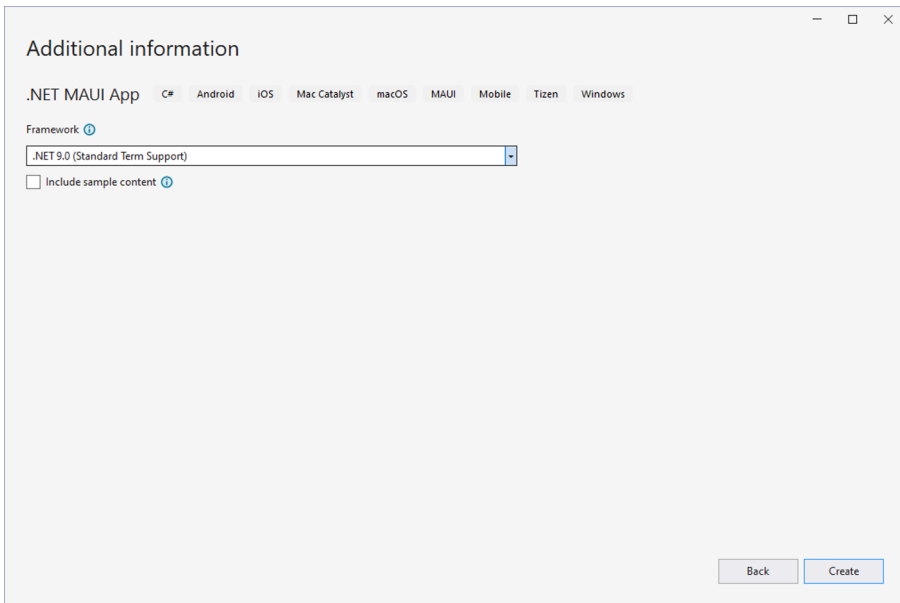 Additional information
.NET MAUI App C# Android iOS Mac Catalyst macOS MAUI Mobile Tizen Windows
Framework
.NET 9.0 (Standard Term Support)
Include sample content
Back Create